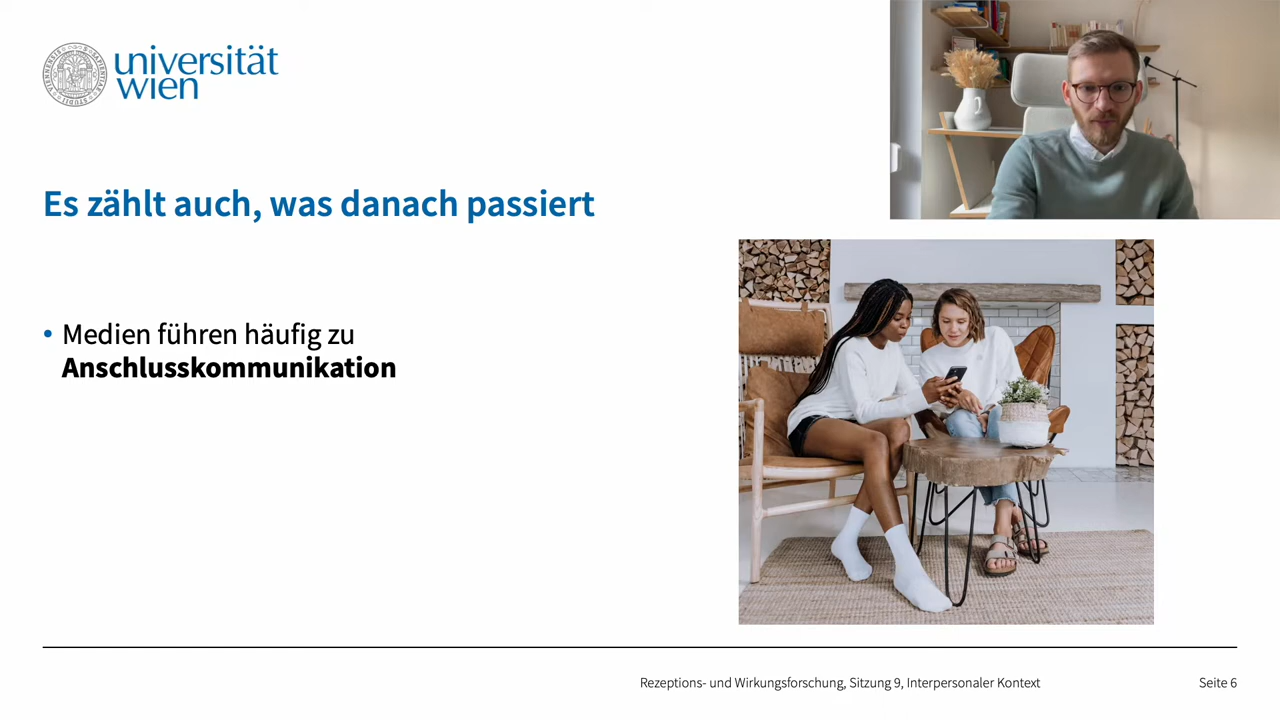 universität
wien
Es zählt auch, was danach passiert
• Medien führen häufig zu
Anschlusskommunikation
Rezeptions- und Wirkungsforschung, Sitzung 9, Interpersonaler Kontext
Seite 6